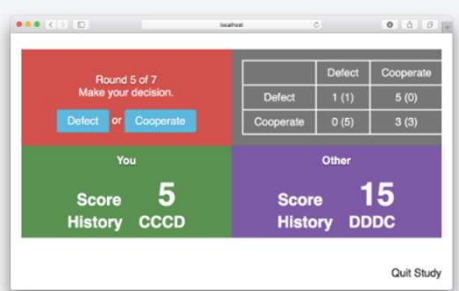 localhost
Round 5 of 7
Make your decision.
Defect or Cooperate
Defect Cooperate
Defect 1 (1) 5 (0)
Cooperate 0 (5) 3 (3)
You
Score 5
History CCCD
Other
Score 15
History DDDC
Quit Study